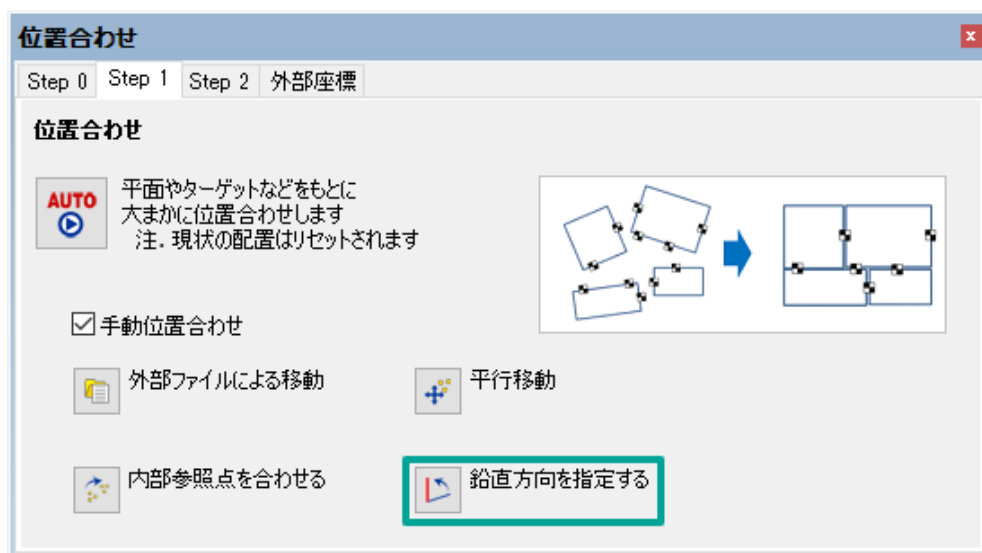 位置合わせ
x
Step 0 Step 1 Step 2 外部座標
位置合わせ
AUTO
平面やターゲットなどをもとに
大まかに位置合わせします
注．現状の配置はリセットされます
手動位置合わせ
外部ファイルによる移動
平行移動
内部参照点を合わせる
鉛直方向を指定する